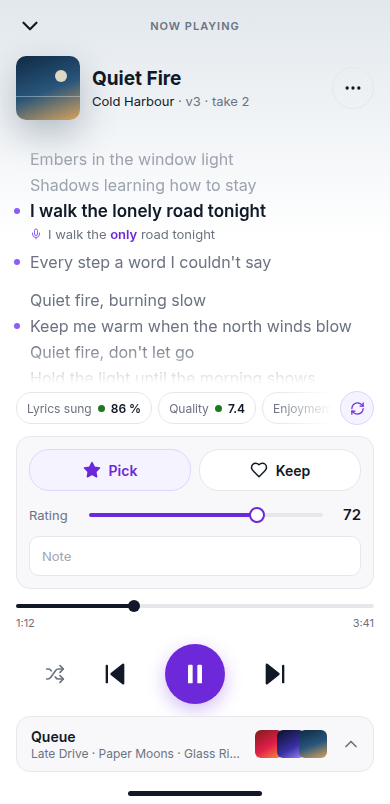 NOW PLAYING
Quiet Fire
Cold Harbour · v3 · take 2
Embers in the window light
Shadows learning how to stay
I walk the lonely road tonight
I walk the only road tonight
Every step a word I couldn't say
Quiet fire, burning slow
Keep me warm when the north winds blow
Quiet fire, don't let go
Hold the light until the morning shows
Lyrics sung 86 % Quality 7.4 Enjoymen
Pick Keep
Rating 72
Note
1:12 3:41
Queue
Late Drive · Paper Moons · Glass Ri...